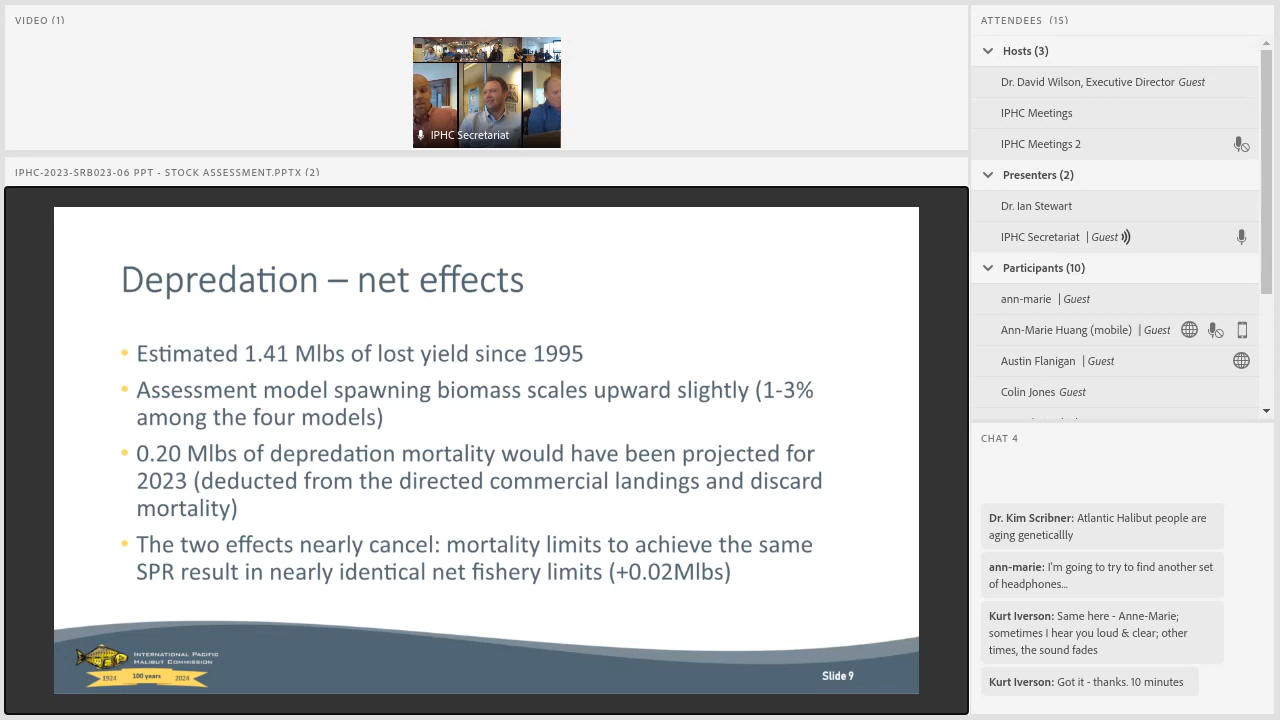 VIDEO (1)
IPHC Secretariat
IPHC-2023-SRB023-06 PPT - STOCK ASSESSMENT.PPTX (2)
Depredation – net effects
• Estimated 1.41 Mlbs of lost yield since 1995
• Assessment model spawning biomass scales upward slightly (1-3%
among the four models)
• 0.20 Mlbs of depredation mortality would have been projected for
2023 (deducted from the directed commercial landings and discard
mortality)
• The two effects nearly cancel: mortality limits to achieve the same
SPR result in nearly identical net fishery limits (+0.02Mlbs)
INTERNATIONAL PACIFIC
HALIBUT COMMISSION
1924 100 years 2024
Slide 9
ATTENDEES (15)
Hosts (3)
Dr. David Wilson, Executive Director Guest
IPHC Meetings
IPHC Meetings 2
Presenters (2)
Dr. Ian Stewart
IPHC Secretariat | Guest
Participants (10)
ann-marie | Guest
Ann-Marie Huang (mobile) | Guest
Austin Flanigan | Guest
Colin Jones Guest
CHAT 4
Dr. Kim Scribner: Atlantic Halibut people are
aging geneticallly
ann-marie: I'm going to try to find another set
of headphones...
Kurt Iverson: Same here - Anne-Marie;
sometimes I hear you loud & clear; other
times, the sound fades
Kurt Iverson: Got it - thanks. 10 minutes